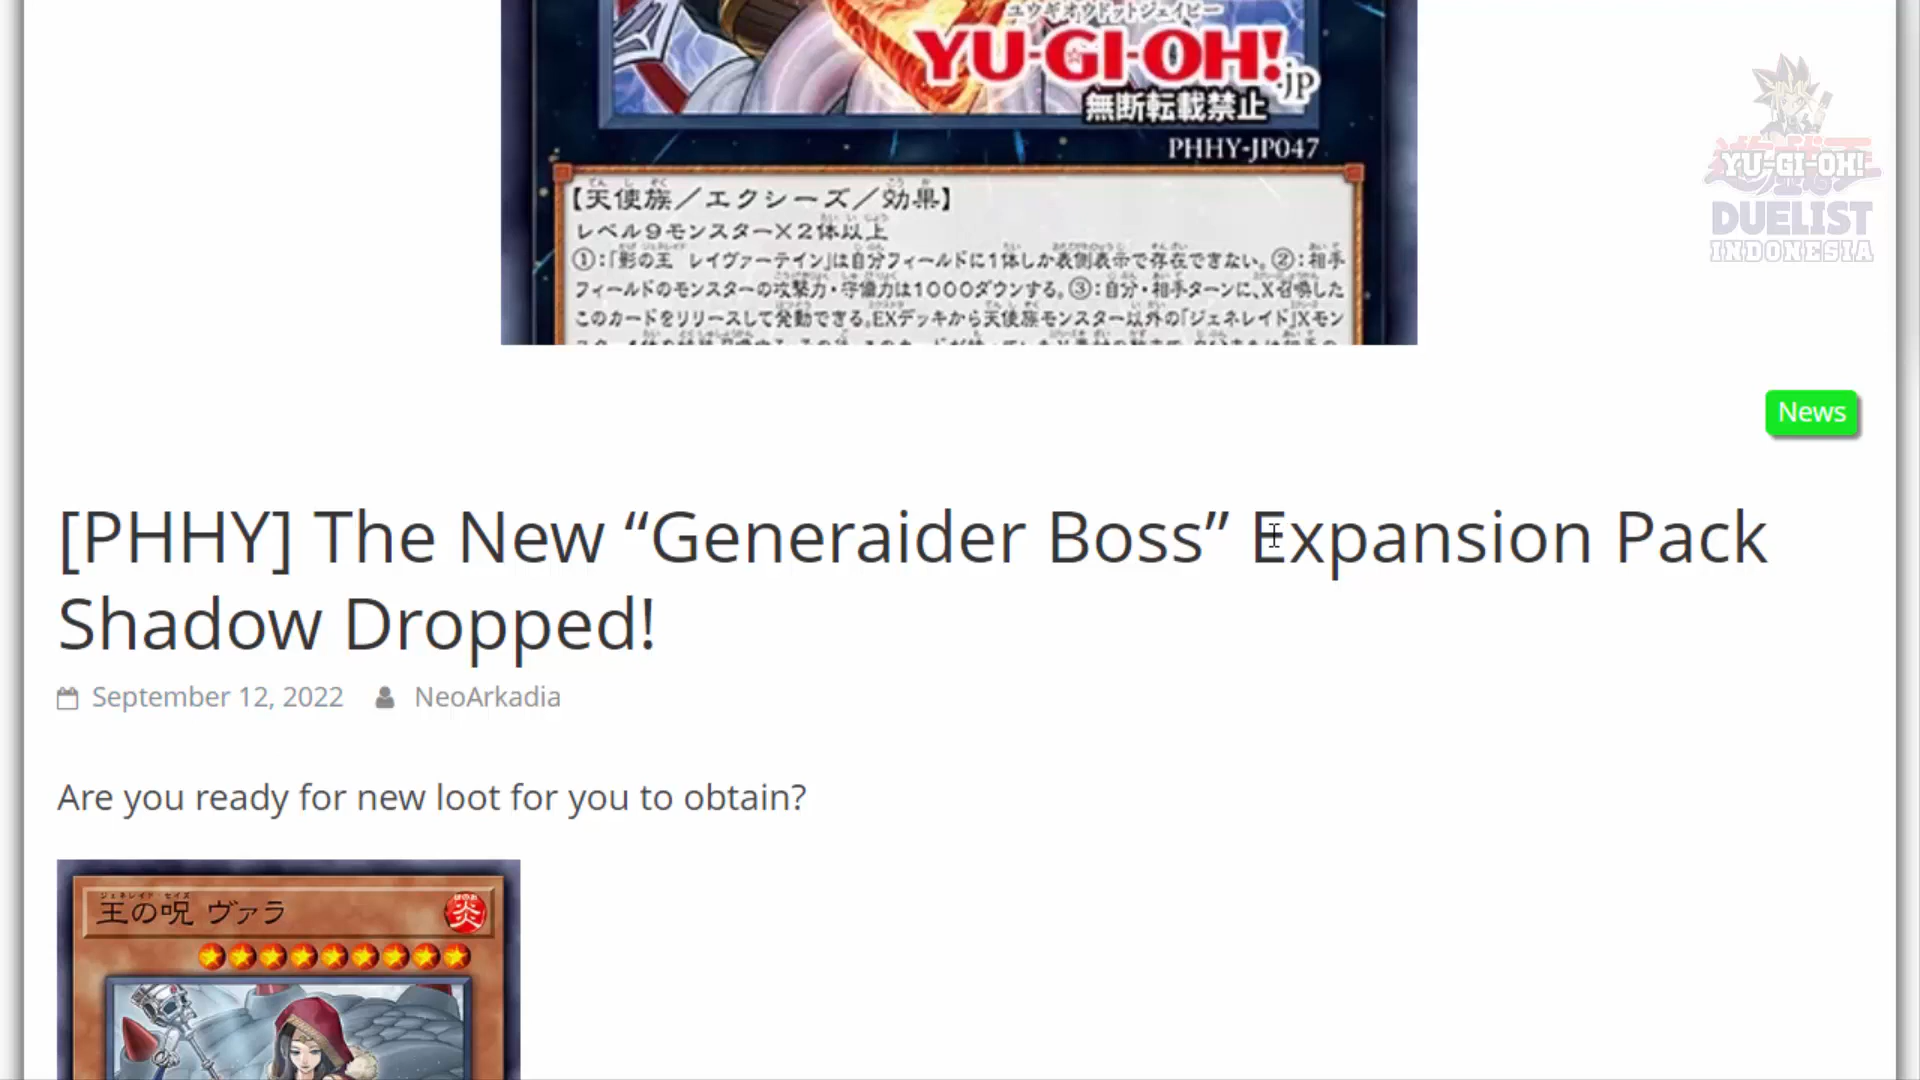 ユウギオウドットジェイピー
YU-GI-OH!
.jp
無断転載禁止
PHHY-JP047
【天使族／エクシーズ／効果】
レベル9モンスター×2体以上
①：「影の王 レイヴァーテイン」は自分フィールドに1体しか表側表示で存在できない。②：相手
フィールドのモンスターの攻撃力・守備力は1000ダウンする。③：自分・相手ターンに、X召喚した
このカードをリリースして発動できる。EXデッキから天使族モンスター以外の「ジェネレイド」Xモン
YU-GI-OH!
DUELIST
INDONESIA
News
[PHHY] The New “Generaider Boss” Expansion Pack
Shadow Dropped!
September 12, 2022 NeoArkadia
Are you ready for new loot for you to obtain?
ジェネレイド・セイズ
王の呪 ヴァラ
炎